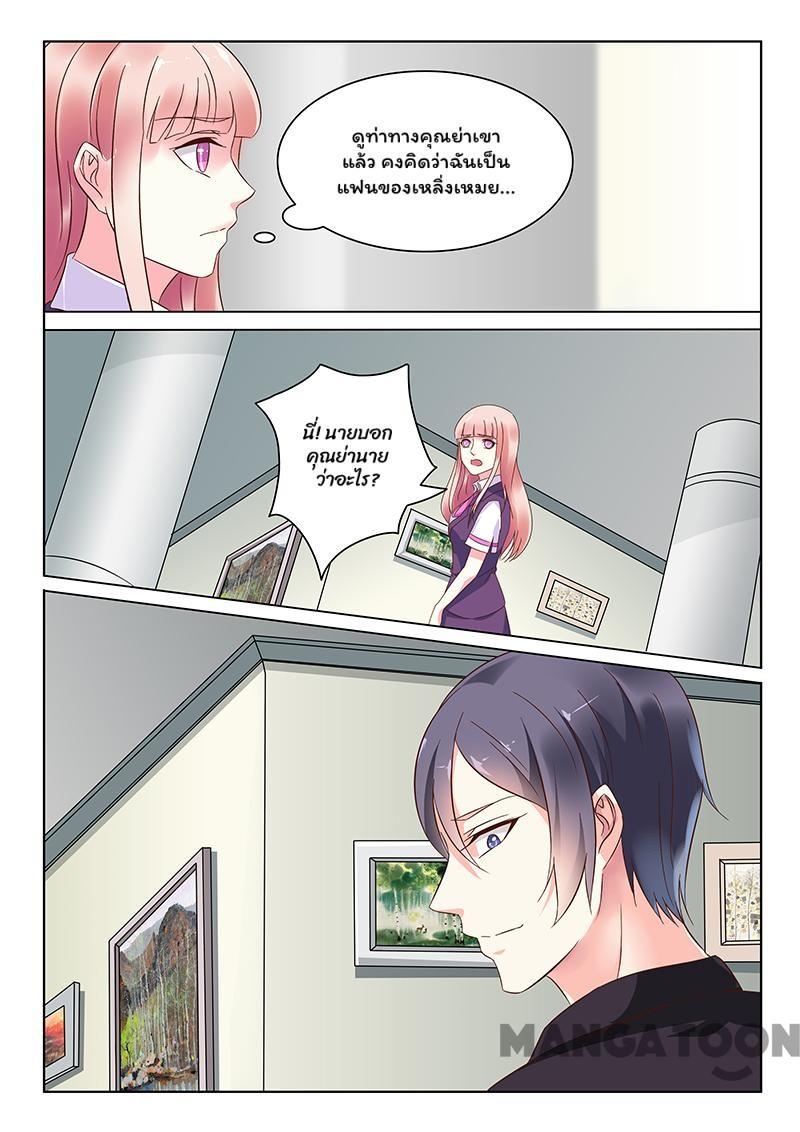 ดูท่าทางคุณย่าเขา
แล้ว คงคิดว่าฉันเป็น
แฟนของเหลิ่งเหมย...
นี่! นายบอก
คุณย่านาย
ว่าอะไร?
MANGATOON